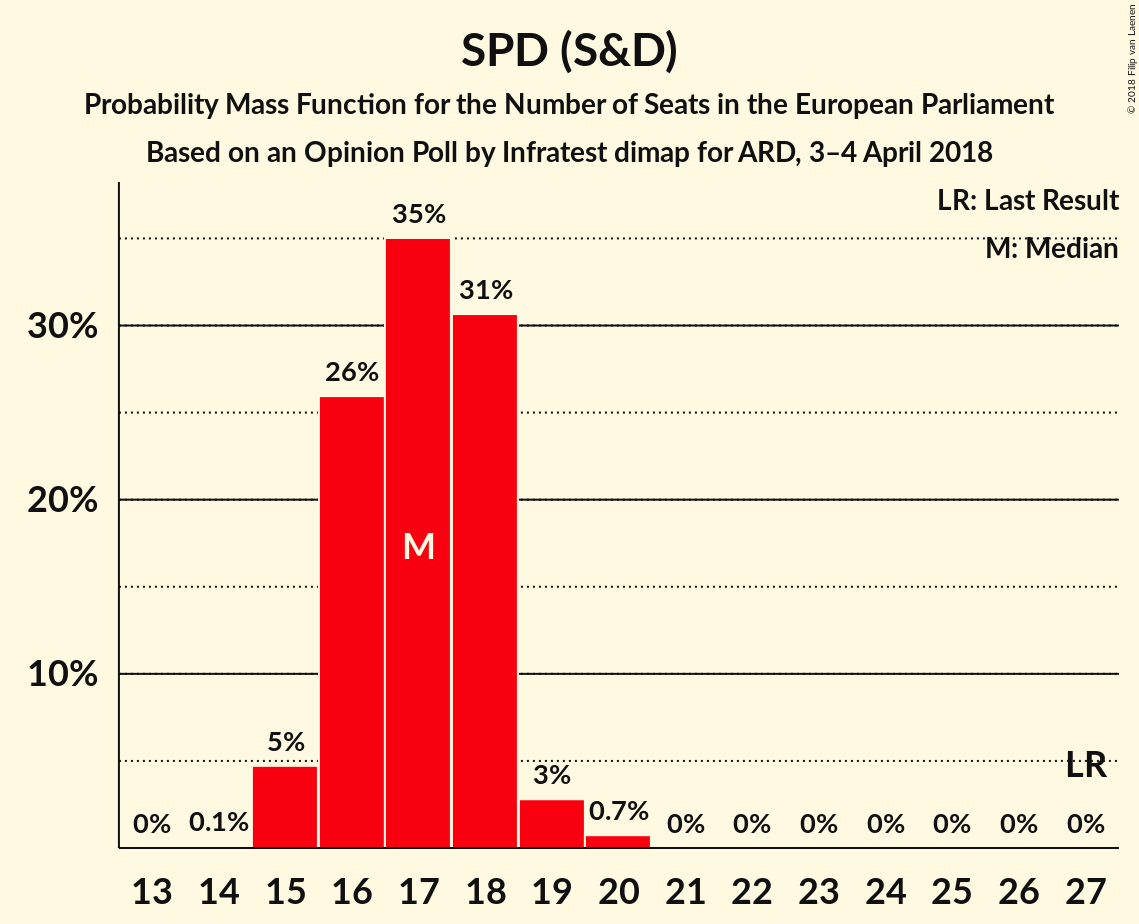 SPD (S&D)
Probability Mass Function for the Number of Seats in the European Parliament
Based on an Opinion Poll by Infratest dimap for ARD, 3–4 April 2018
© 2018 Filip van Laenen
LR: Last Result
M: Median
35%
31%
30%
26%
20%
M
10%
5%
LR
3%
0.7%
0% 0.1% 0% 0% 0% 0% 0% 0% 0%
13 14 15 16 17 18 19 20 21 22 23 24 25 26 27